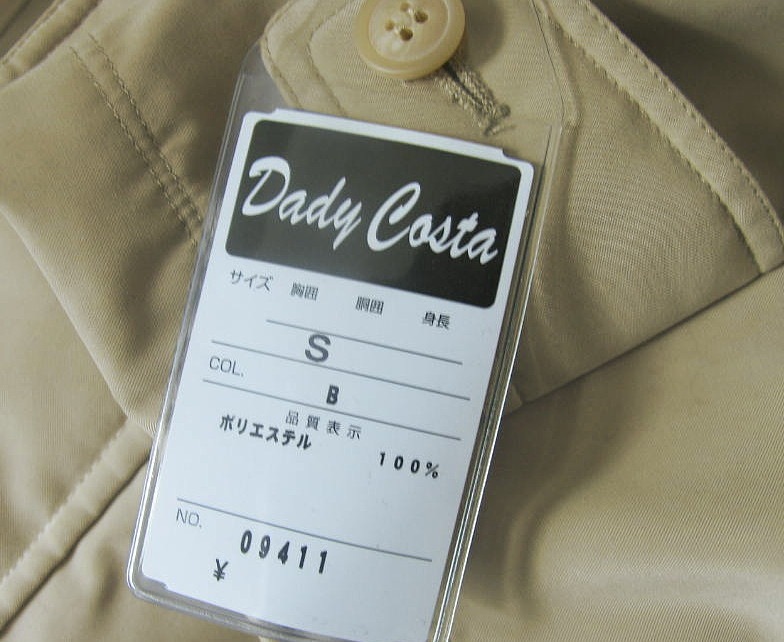 Dady Costa
サイズ 胸囲 胴囲 身長
S
COL.
B
品質表示
ポリエステル 100%
NO.
09411
¥